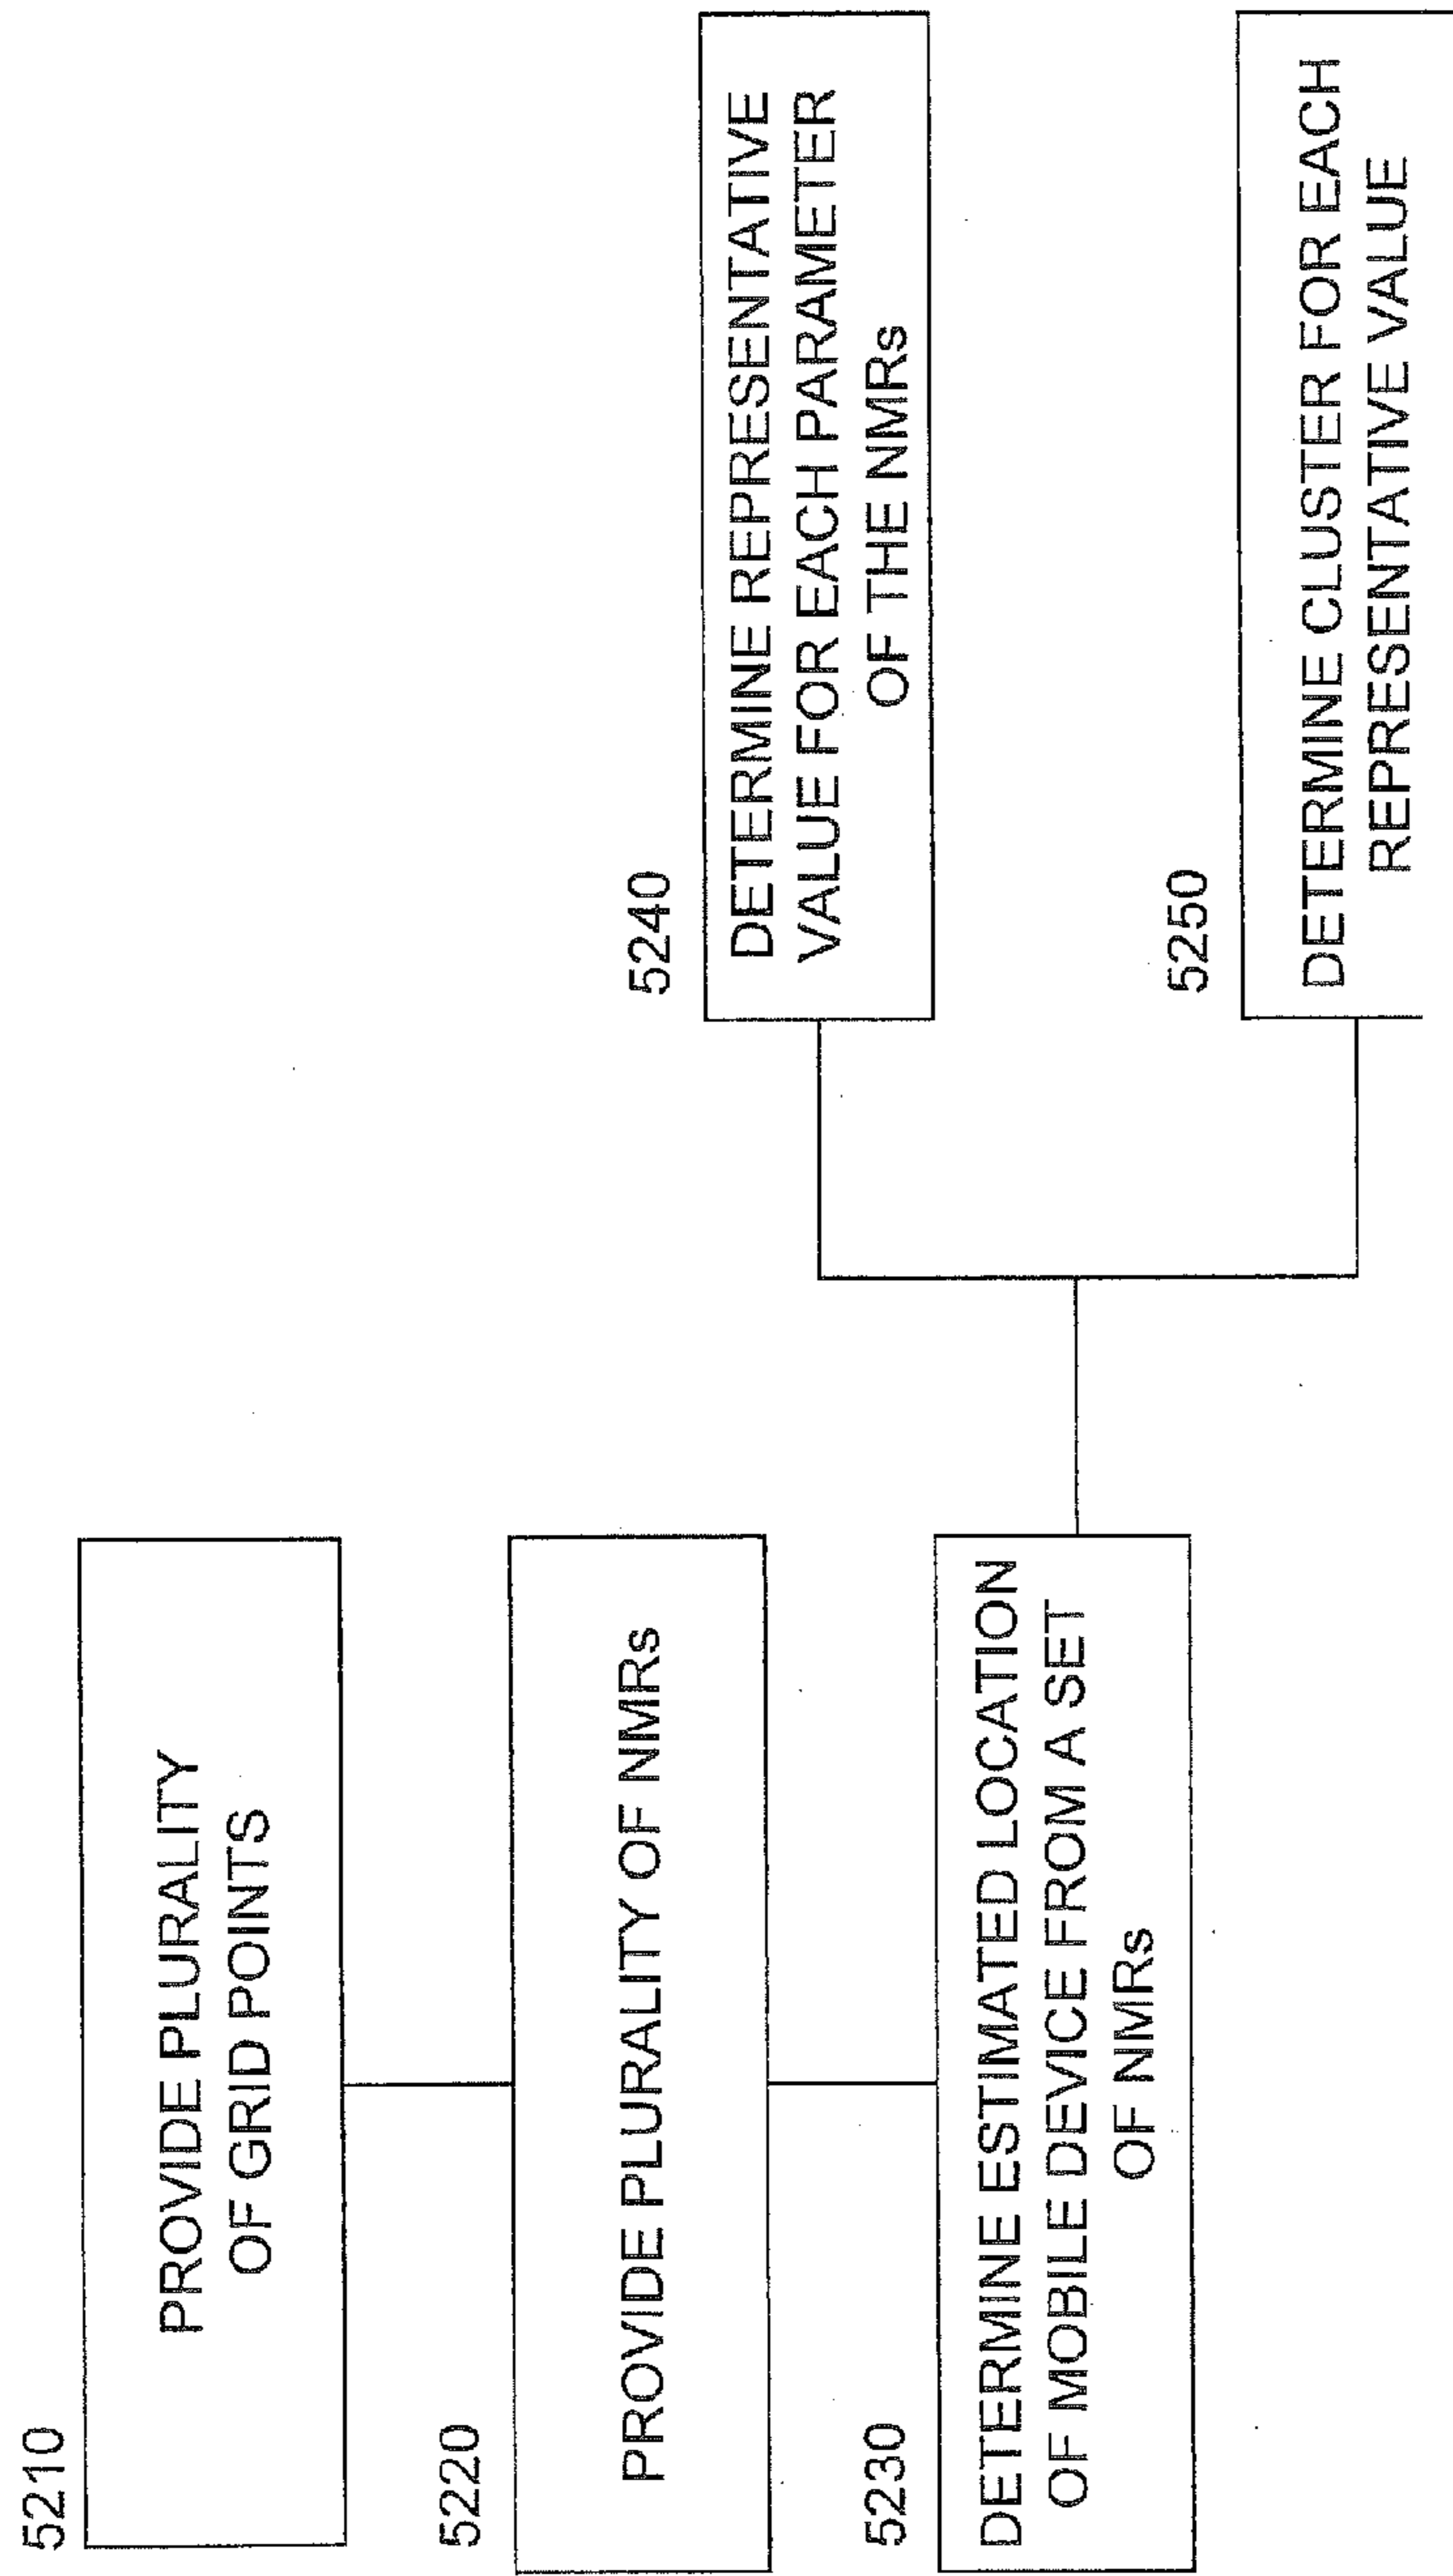 5210
PROVIDE PLURALITY
OF GRID POINTS
5220
PROVIDE PLURALITY OF NMRs
5230
DETERMINE ESTIMATED LOCATION
OF MOBILE DEVICE FROM A SET
OF NMRs
5240
DETERMINE REPRESENTATIVE
VALUE FOR EACH PARAMETER
OF THE NMRs
5250
DETERMINE CLUSTER FOR EACH
REPRESENTATIVE VALUE